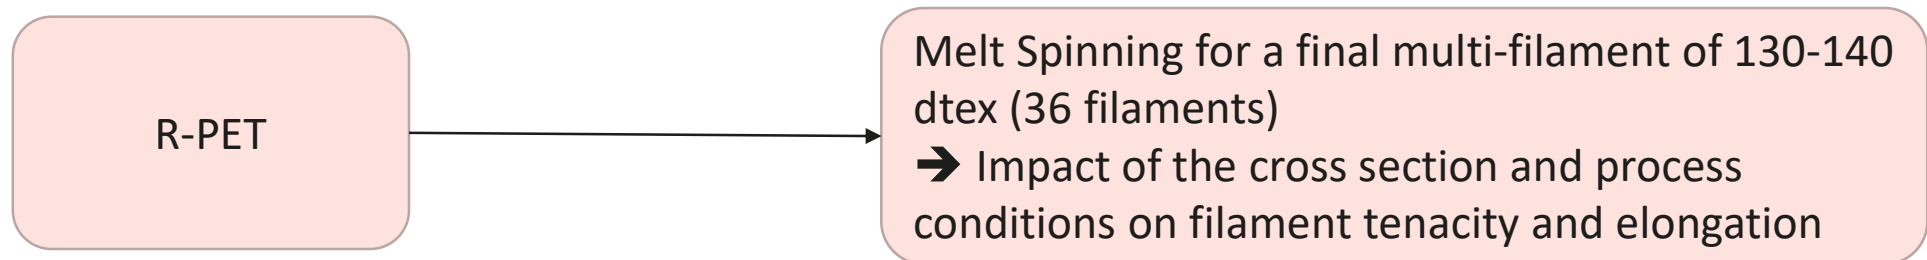 R-PET
Melt Spinning for a final multi-filament of 130-140
dtex (36 filaments)
➔ Impact of the cross section and process
conditions on filament tenacity and elongation